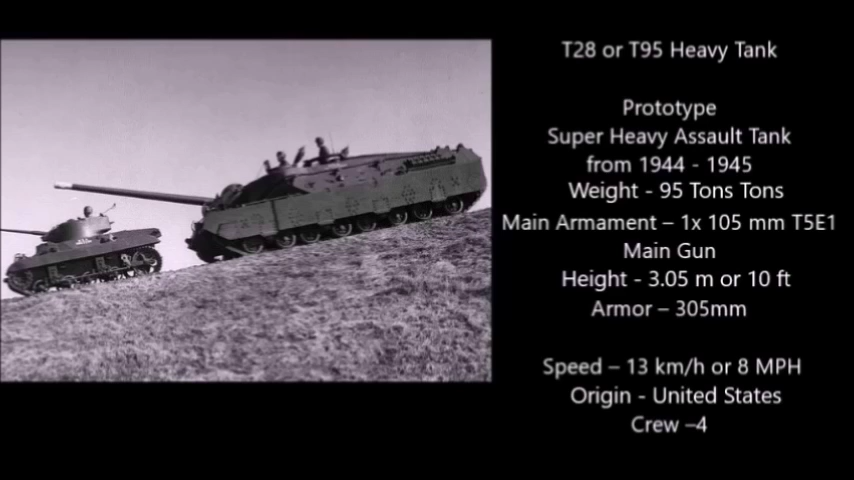 T28 or T95 Heavy Tank
Prototype
Super Heavy Assault Tank
from 1944 - 1945
Weight - 95 Tons Tons
Main Armament – 1x 105 mm T5E1
Main Gun
Height - 3.05 m or 10 ft
Armor – 305mm
Speed – 13 km/h or 8 MPH
Origin - United States
Crew –4